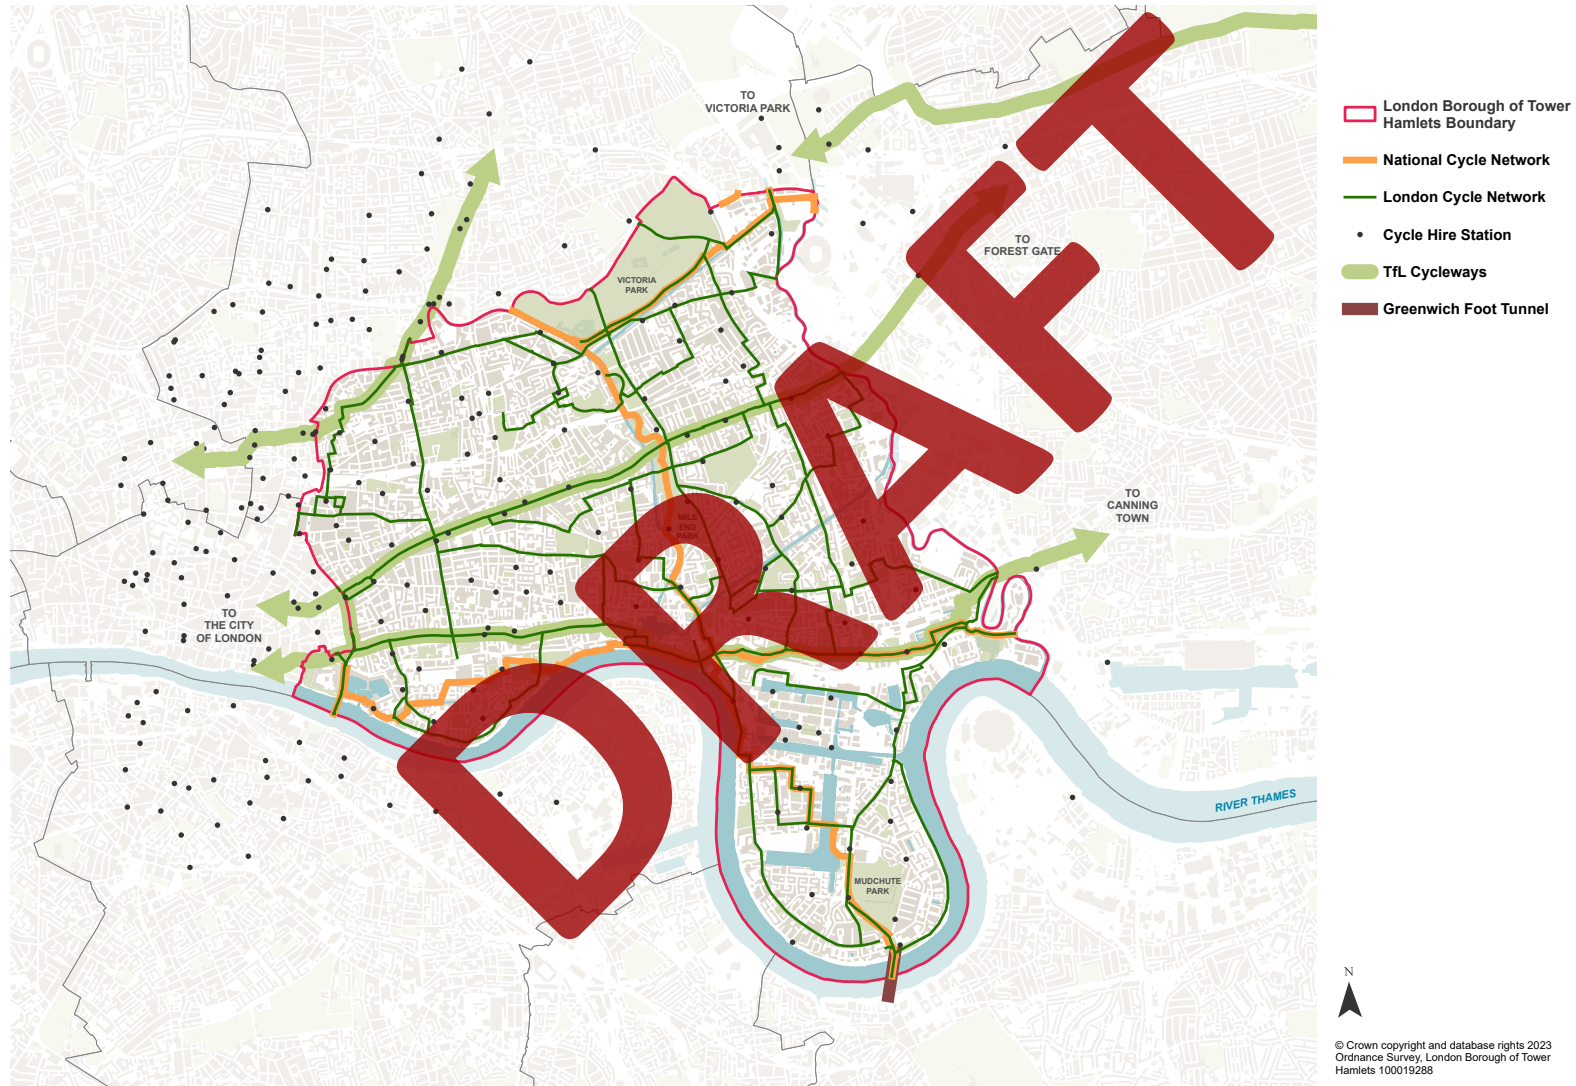 TO
VICTORIA PARK
TO
FOREST GATE
VICTORIA
PARK
TO
CANNING
TOWN
MILE
END
PARK
TO
THE CITY
OF LONDON
RIVER THAMES
MUDCHUTE
PARK
DRAFT
London Borough of Tower
Hamlets Boundary
National Cycle Network
London Cycle Network
Cycle Hire Station
TfL Cycleways
Greenwich Foot Tunnel
N
© Crown copyright and database rights 2023
Ordnance Survey, London Borough of Tower
Hamlets 100019288